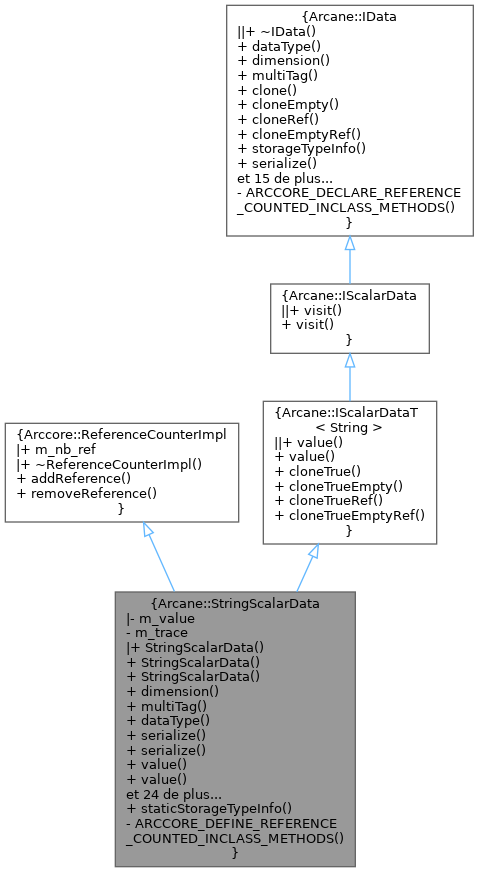 {Arcane::IData
||+ ~IData()
+ dataType()
+ dimension()
+ multiTag()
+ clone()
+ cloneEmpty()
+ cloneRef()
+ cloneEmptyRef()
+ storageTypeInfo()
+ serialize()
et 15 de plus...
- ARCCORE_DECLARE_REFERENCE
_COUNTED_INCLASS_METHODS()
}
{Arcane::IScalarData
||+ visit()
+ visit()
}
{Arcane::IScalarDataT
< String >
||+ value()
+ value()
+ cloneTrue()
+ cloneTrueEmpty()
+ cloneTrueRef()
+ cloneTrueEmptyRef()
}
{Arccore::ReferenceCounterImpl
|+ m_nb_ref
|+ ~ReferenceCounterImpl()
+ addReference()
+ removeReference()
}
{Arcane::StringScalarData
|- m_value
- m_trace
|+ StringScalarData()
+ StringScalarData()
+ StringScalarData()
+ dimension()
+ multiTag()
+ dataType()
+ serialize()
+ serialize()
+ value()
+ value()
et 24 de plus...
+ staticStorageTypeInfo()
- ARCCORE_DEFINE_REFERENCE
_COUNTED_INCLASS_METHODS()
}